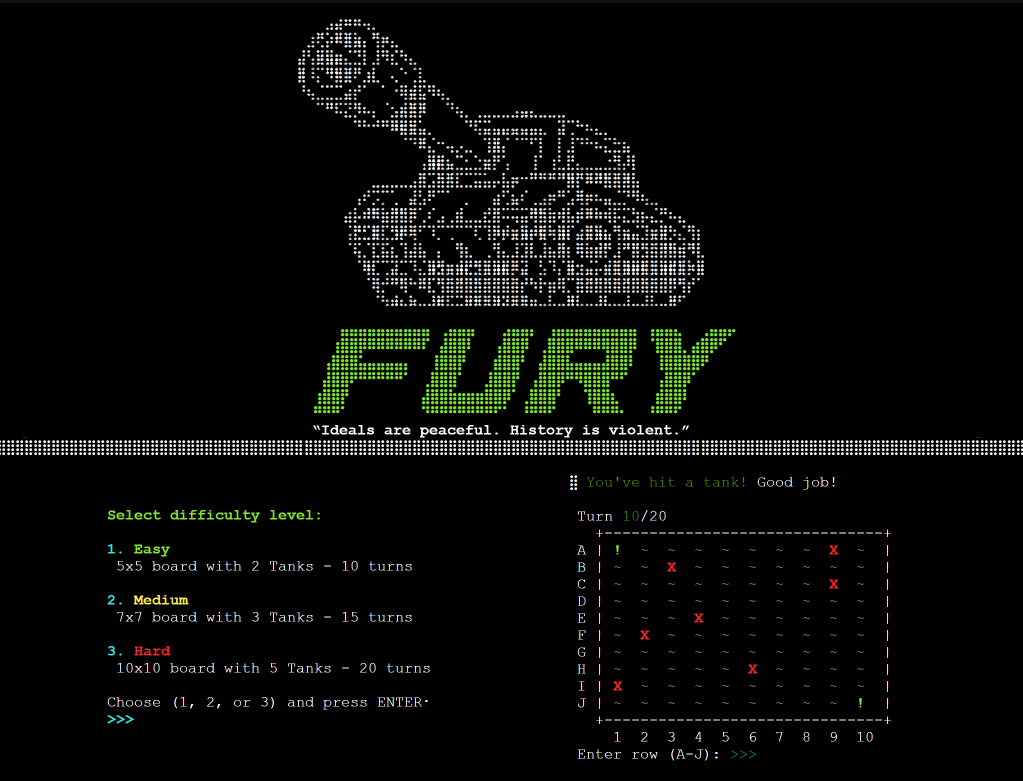 FURY
“Ideals are peaceful. History is violent.”
Select difficulty level:
1. Easy
5x5 board with 2 Tanks - 10 turns
2. Medium
7x7 board with 3 Tanks - 15 turns
3. Hard
10x10 board with 5 Tanks - 20 turns
Choose (1, 2, or 3) and press ENTER·
>>>
You've hit a tank! Good job!
Turn 10/20
+-------------------------------+
A | ! ~ ~ ~ ~ ~ ~ ~ X ~ |
B | ~ ~ X ~ ~ ~ ~ ~ ~ ~ |
C | ~ ~ ~ ~ ~ ~ ~ ~ X ~ |
D | ~ ~ ~ ~ ~ ~ ~ ~ ~ ~ |
E | ~ ~ ~ X ~ ~ ~ ~ ~ ~ |
F | ~ X ~ ~ ~ ~ ~ ~ ~ ~ |
G | ~ ~ ~ ~ ~ ~ ~ ~ ~ ~ |
H | ~ ~ ~ ~ ~ X ~ ~ ~ ~ |
I | X ~ ~ ~ ~ ~ ~ ~ ~ ~ |
J | ~ ~ ~ ~ ~ ~ ~ ~ ~ ! |
+-------------------------------+
1 2 3 4 5 6 7 8 9 10
Enter row (A-J): >>>